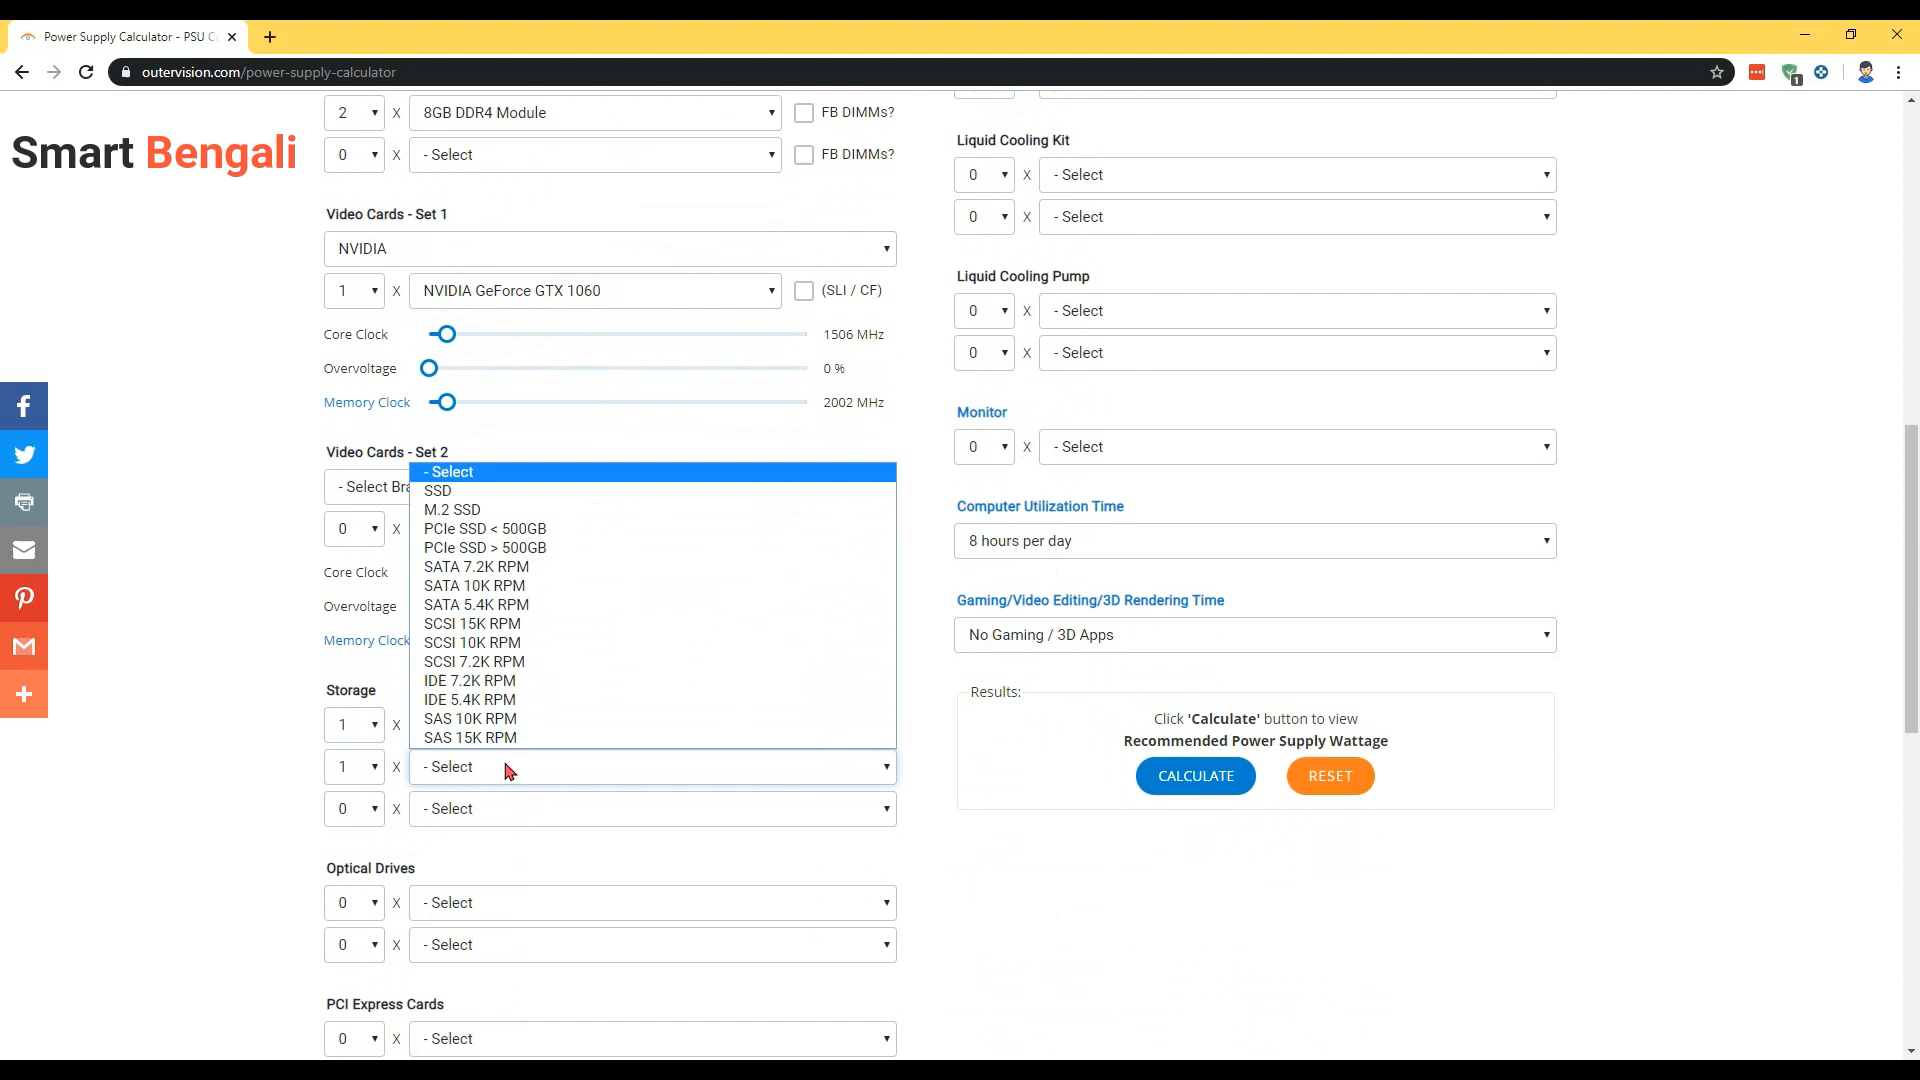 Power Supply Calculator - PSU C
outervision.com/power-supply-calculator
1
Smart Bengali
2 X 8GB DDR4 Module FB DIMMs?
0 X - Select FB DIMMs?
Video Cards - Set 1
NVIDIA
1 X NVIDIA GeForce GTX 1060 (SLI / CF)
Core Clock 1506 MHz
Overvoltage 0 %
Memory Clock 2002 MHz
Video Cards - Set 2
- Select Bra
0 X
Core Clock
Overvoltage
Memory Clock
- Select
SSD
M.2 SSD
PCIe SSD < 500GB
PCIe SSD > 500GB
SATA 7.2K RPM
SATA 10K RPM
SATA 5.4K RPM
SCSI 15K RPM
SCSI 10K RPM
SCSI 7.2K RPM
IDE 7.2K RPM
IDE 5.4K RPM
SAS 10K RPM
SAS 15K RPM
Storage
1 X
1 X - Select
0 X - Select
Optical Drives
0 X - Select
0 X - Select
PCI Express Cards
0 X - Select
Liquid Cooling Kit
0 X - Select
0 X - Select
Liquid Cooling Pump
0 X - Select
0 X - Select
Monitor
0 X - Select
Computer Utilization Time
8 hours per day
Gaming/Video Editing/3D Rendering Time
No Gaming / 3D Apps
Results:
Click 'Calculate' button to view
Recommended Power Supply Wattage
CALCULATE RESET